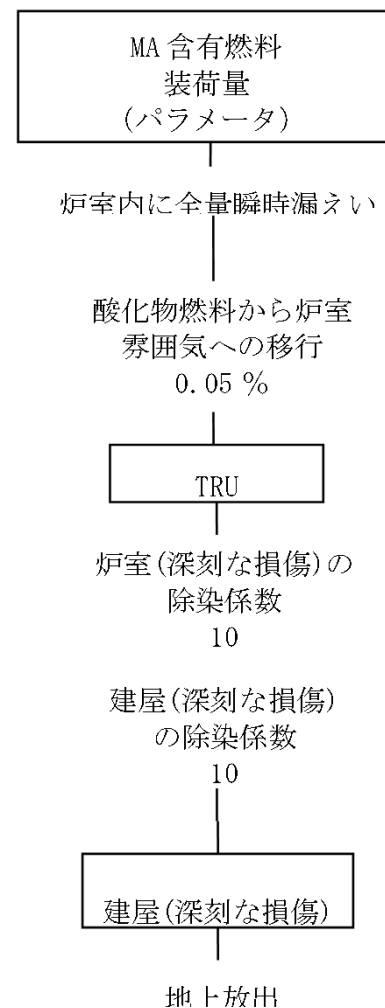 MA含有燃料
装荷量
(パラメータ)
炉室内に全量瞬時漏えい
酸化物燃料から炉室
雰囲気への移行
0.05 %
TRU
炉室(深刻な損傷)の
除染係数
10
建屋(深刻な損傷)
の除染係数
10
建屋(深刻な損傷)
地上放出